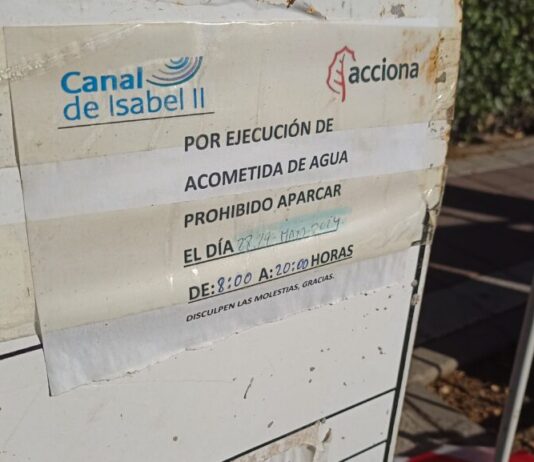 Canal
de Isabel II
acciona
POR EJECUCIÓN DE
ACOMETIDA DE AGUA
PROHIBIDO APARCAR
EL DÍA
DE: 8:00 A: 20:00 HORAS
DISCULPEN LAS MOLESTIAS, GRACIAS.